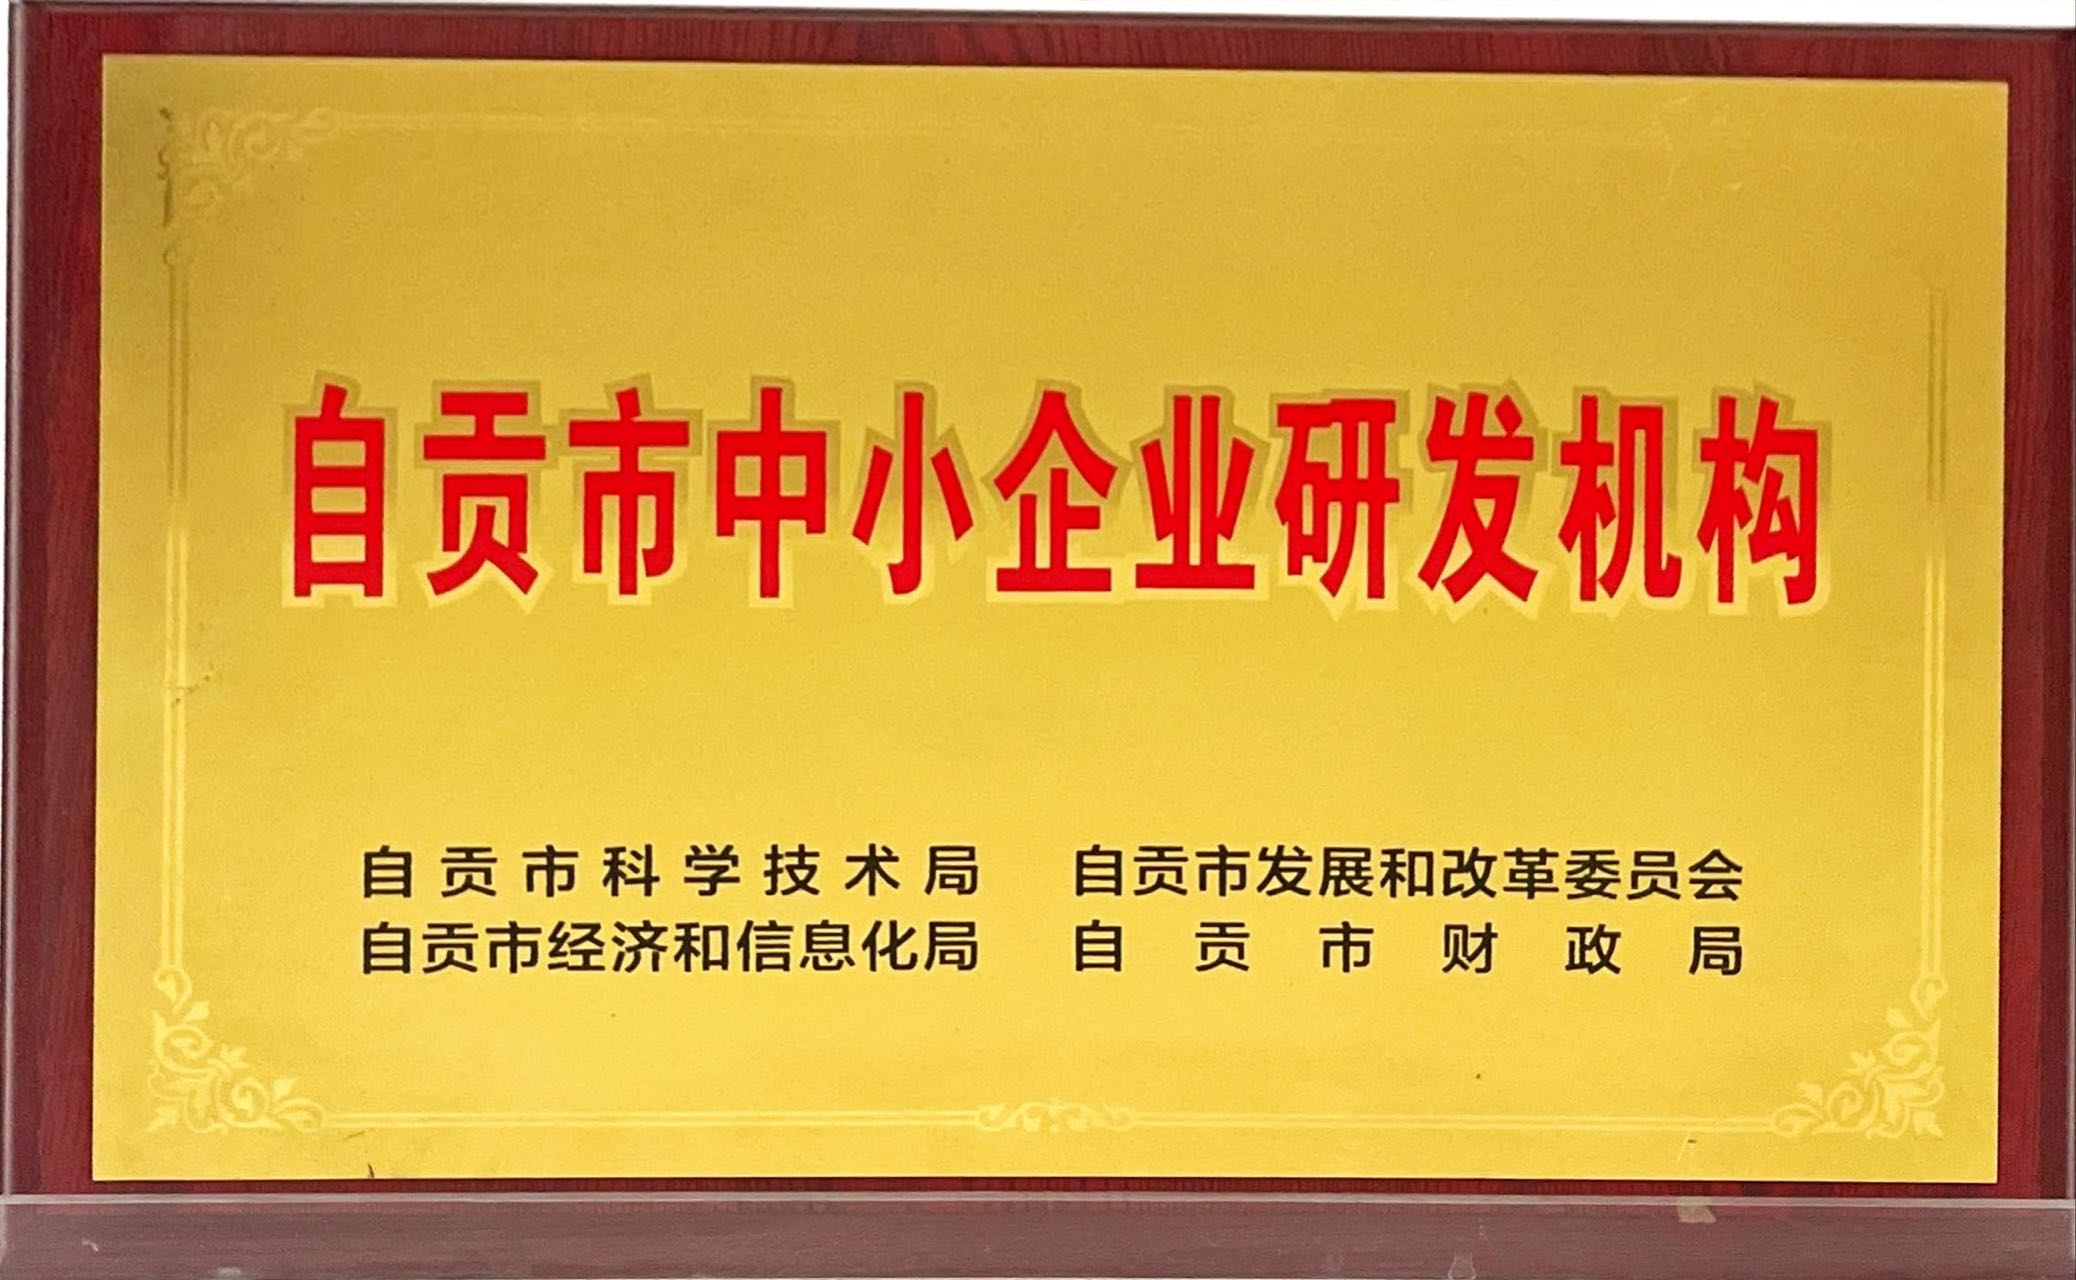 自贡市中小企业研发机构
自贡市科学技术局 自贡市发展和改革委员会
自贡市经济和信息化局 自贡市财政局